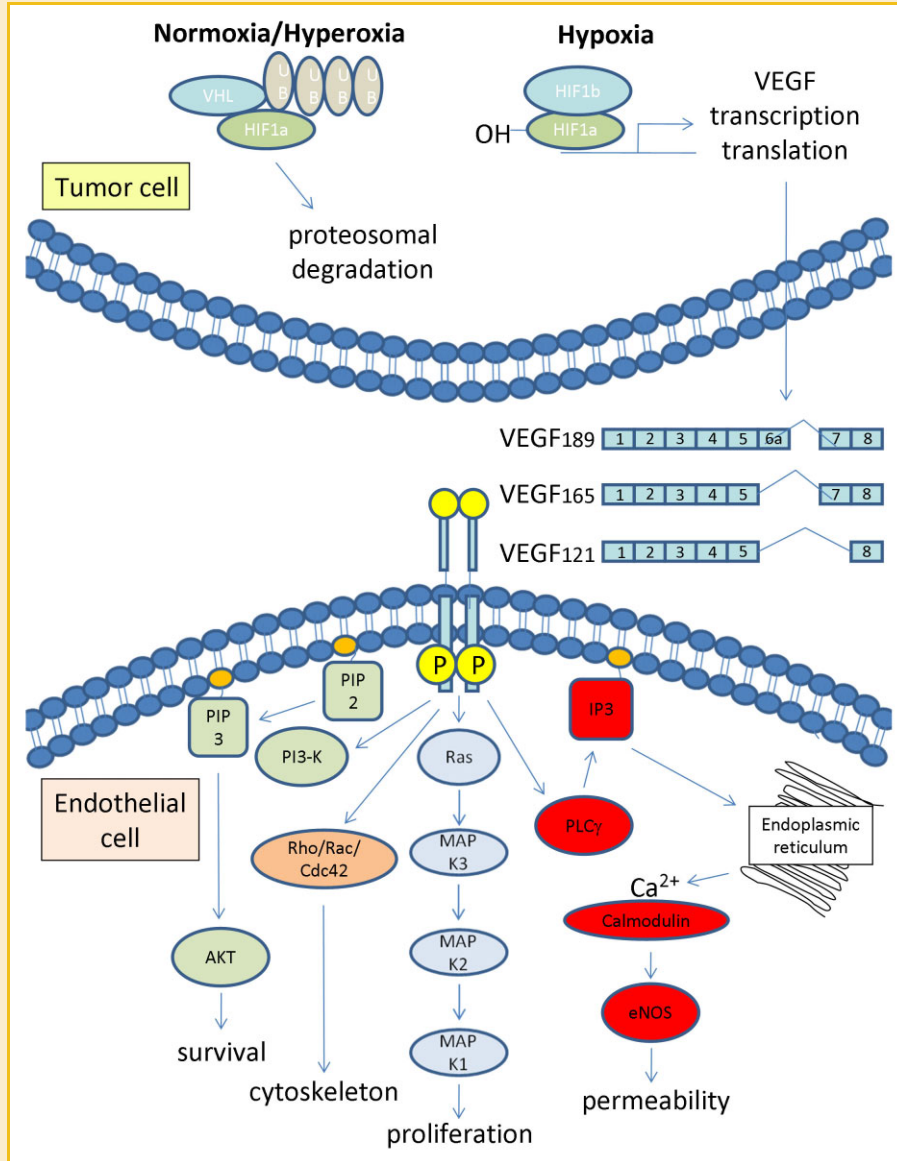 Normoxia/Hyperoxia
Hypoxia
VHL
U
B
U
B
U
B
U
B
HIF1a
HIF1b
OH
HIF1a
VEGF
transcription
translation
Tumor cell
proteosomal
degradation
VEGF189
1 2 3 4 5 6a 7 8
VEGF165
1 2 3 4 5 7 8
VEGF121
1 2 3 4 5 8
P P
PIP
3
PIP
2
PI3-K
Ras
IP3
Endothelial
cell
Rho/Rac/
Cdc42
MAP
K3
PLCγ
Endoplasmic
reticulum
Ca2+
Calmodulin
AKT
MAP
K2
eNOS
survival
MAP
K1
cytoskeleton
permeability
proliferation